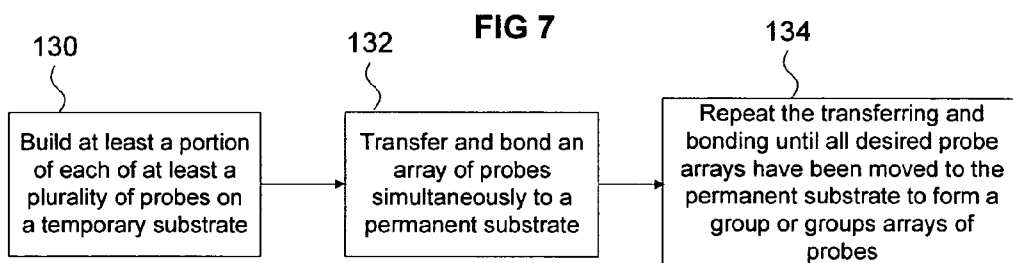 FIG 7
130
132
134
Build at least a portion
of each of at least a
plurality of probes on
a temporary substrate
Transfer and bond an
array of probes
simultaneously to a
permanent substrate
Repeat the transferring and
bonding until all desired probe
arrays have been moved to the
permanent substrate to form a
group or groups arrays of
probes